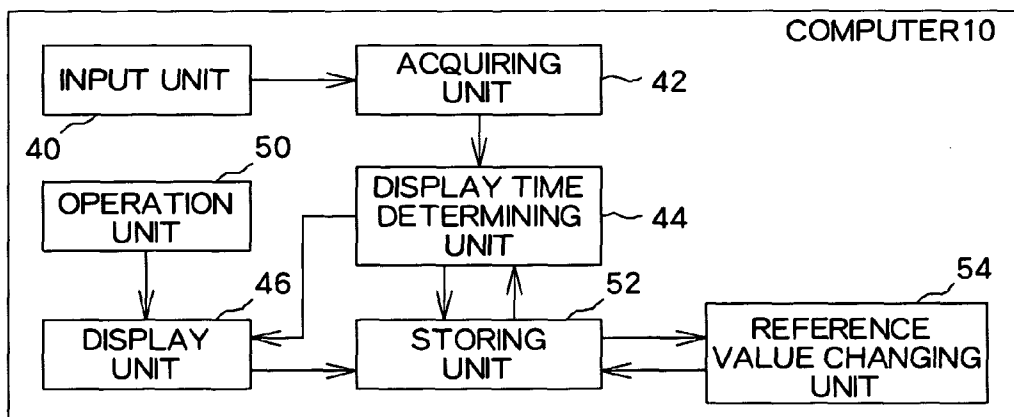 COMPUTER10
INPUT UNIT
40
ACQUIRING
UNIT
42
50
OPERATION
UNIT
DISPLAY TIME
DETERMINING
UNIT
44
46
DISPLAY
UNIT
52
STORING
UNIT
54
REFERENCE
VALUE CHANGING
UNIT